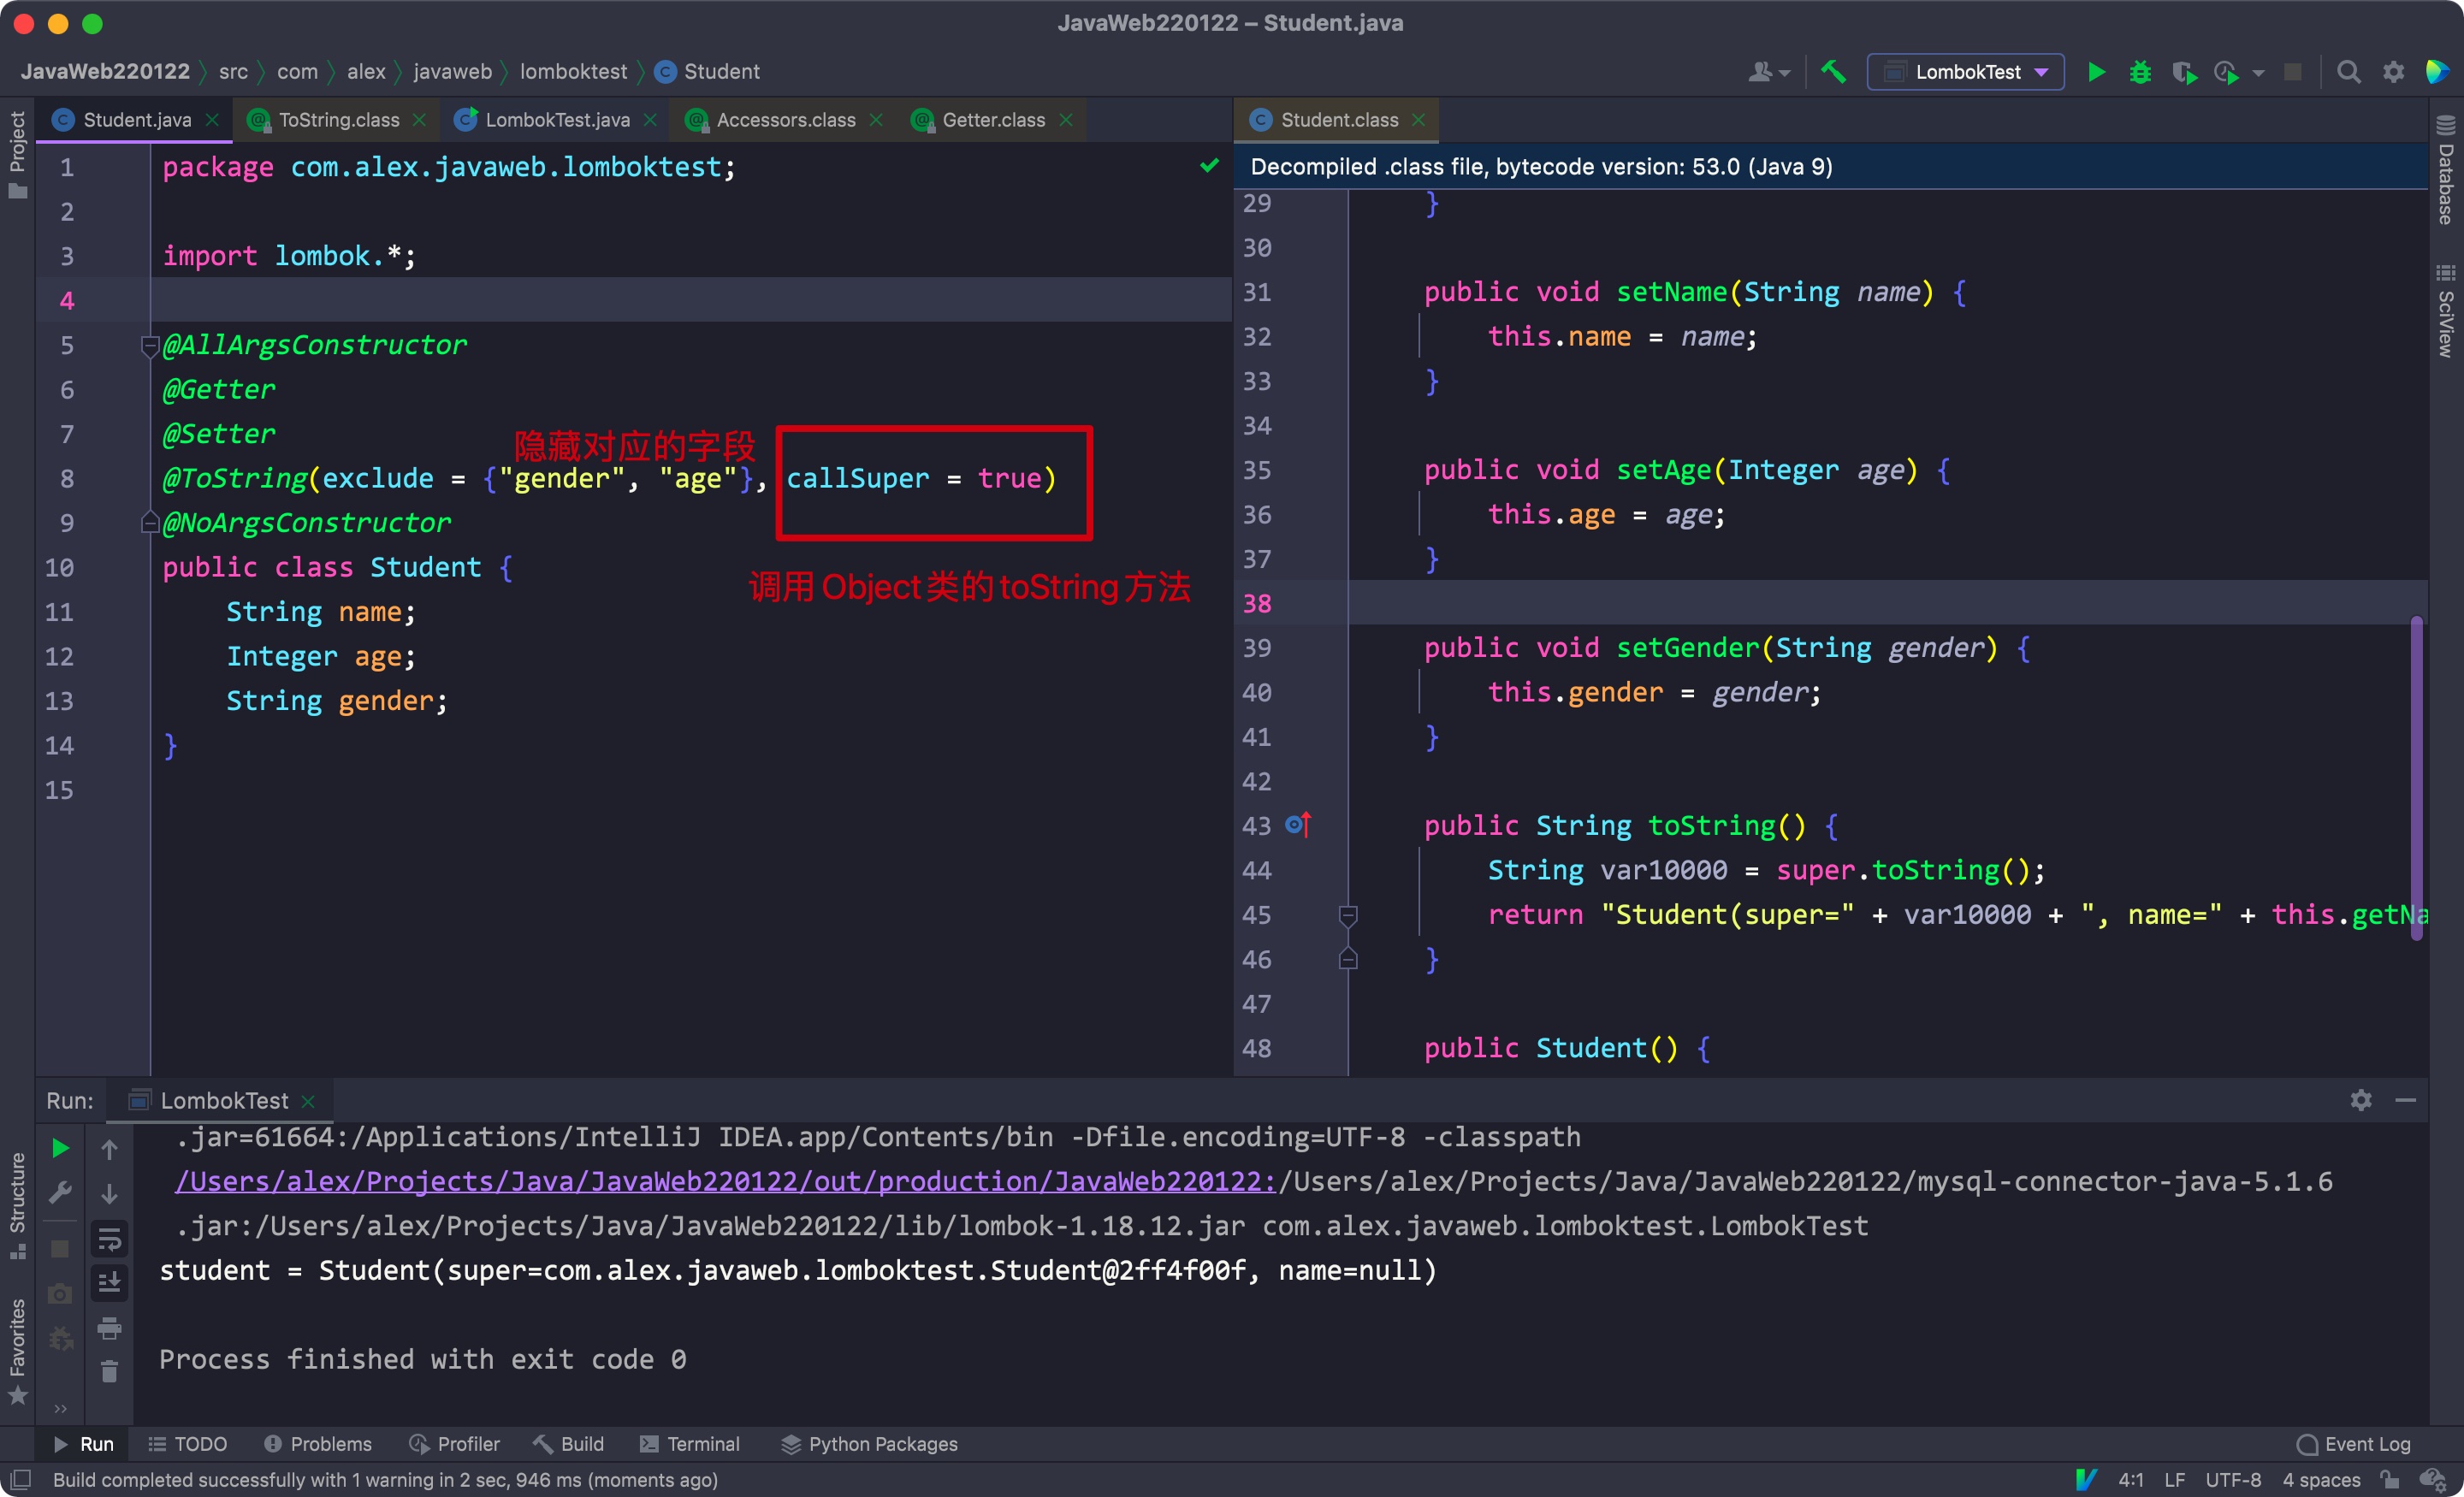 JavaWeb220122 – Student.java
JavaWeb220122 src com alex javaweb lomboktest Student
LombokTest
Project
Student.java ToString.class LombokTest.java Accessors.class Getter.class
1 package com.alex.javaweb.lomboktest;
2
3 import lombok.*;
4
5 @AllArgsConstructor
6 @Getter
7 @Setter
隐藏对应的字段
8 @ToString(exclude = {"gender", "age"}, callSuper = true)
9 @NoArgsConstructor
调用Object类的toString方法
10 public class Student {
11 String name;
12 Integer age;
13 String gender;
14 }
15
Student.class
Decompiled .class file, bytecode version: 53.0 (Java 9)
29 }
30
31 public void setName(String name) {
32 this.name = name;
33 }
34
35 public void setAge(Integer age) {
36 this.age = age;
37 }
38
39 public void setGender(String gender) {
40 this.gender = gender;
41 }
42
43 public String toString() {
44 String var10000 = super.toString();
45 return "Student(super=" + var10000 + ", name=" + this.getNa
46 }
47
48 public Student() {
Database
SciView
Run: LombokTest
.jar=61664:/Applications/IntelliJ IDEA.app/Contents/bin -Dfile.encoding=UTF-8 -classpath
/Users/alex/Projects/Java/JavaWeb220122/out/production/JavaWeb220122:/Users/alex/Projects/Java/JavaWeb220122/mysql-connector-java-5.1.6
.jar:/Users/alex/Projects/Java/JavaWeb220122/lib/lombok-1.18.12.jar com.alex.javaweb.lomboktest.LombokTest
student = Student(super=com.alex.javaweb.lomboktest.Student@2ff4f00f, name=null)
Process finished with exit code 0
Structure
Favorites
Run TODO Problems Profiler Build Terminal Python Packages Event Log
Build completed successfully with 1 warning in 2 sec, 946 ms (moments ago) 4:1 LF UTF-8 4 spaces